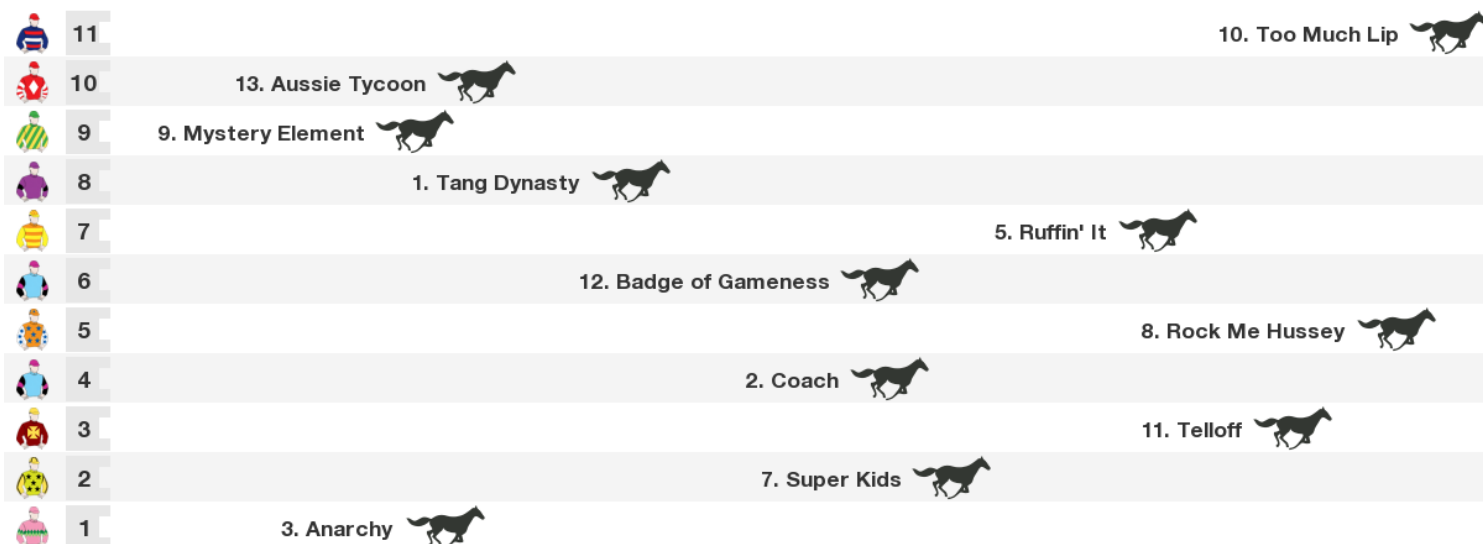 11 10. Too Much Lip
10 13. Aussie Tycoon
9 9. Mystery Element
8 1. Tang Dynasty
7 5. Ruffin' It
6 12. Badge of Gameness
5 8. Rock Me Hussey
4 2. Coach
3 11. Telloff
2 7. Super Kids
1 3. Anarchy